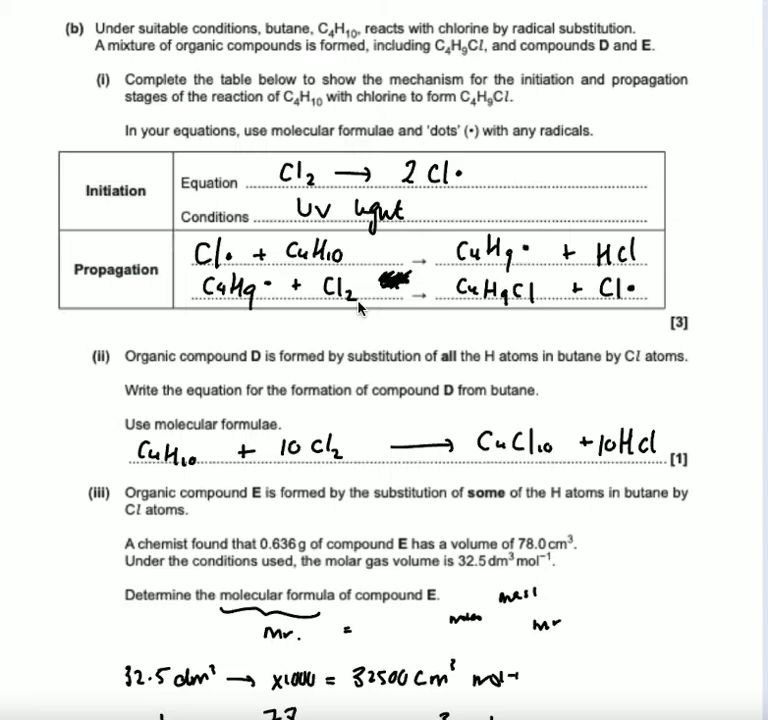 (b) Under suitable conditions, butane, C₄H₁₀, reacts with chlorine by radical substitution.
A mixture of organic compounds is formed, including C₄H₉Cl, and compounds D and E.
(i) Complete the table below to show the mechanism for the initiation and propagation
stages of the reaction of C₄H₁₀ with chlorine to form C₄H₉Cl.
In your equations, use molecular formulae and 'dots' (•) with any radicals.
Initiation
Equation Cl₂ → 2 Cl•
Conditions UV light
Propagation
Cl• + C₄H₁₀ → C₄H₉• + HCl
C₄H₉• + Cl₂ → C₄H₉Cl + Cl•
[3]
(ii) Organic compound D is formed by substitution of all the H atoms in butane by Cl atoms.
Write the equation for the formation of compound D from butane.
Use molecular formulae.
C₄H₁₀ + 10 Cl₂ → C₄Cl₁₀ + 10HCl [1]
(iii) Organic compound E is formed by the substitution of some of the H atoms in butane by
Cl atoms.
A chemist found that 0.636 g of compound E has a volume of 78.0 cm³.
Under the conditions used, the molar gas volume is 32.5 dm³ mol⁻¹.
Determine the molecular formula of compound E.
mass
Mr. = moles Mr
32.5 dm³ → x1000 = 32500 cm³ mol⁻¹